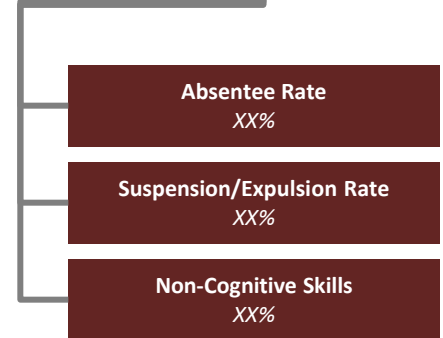 Absentee Rate
XX%
Suspension/Expulsion Rate
XX%
Non-Cognitive Skills
XX%